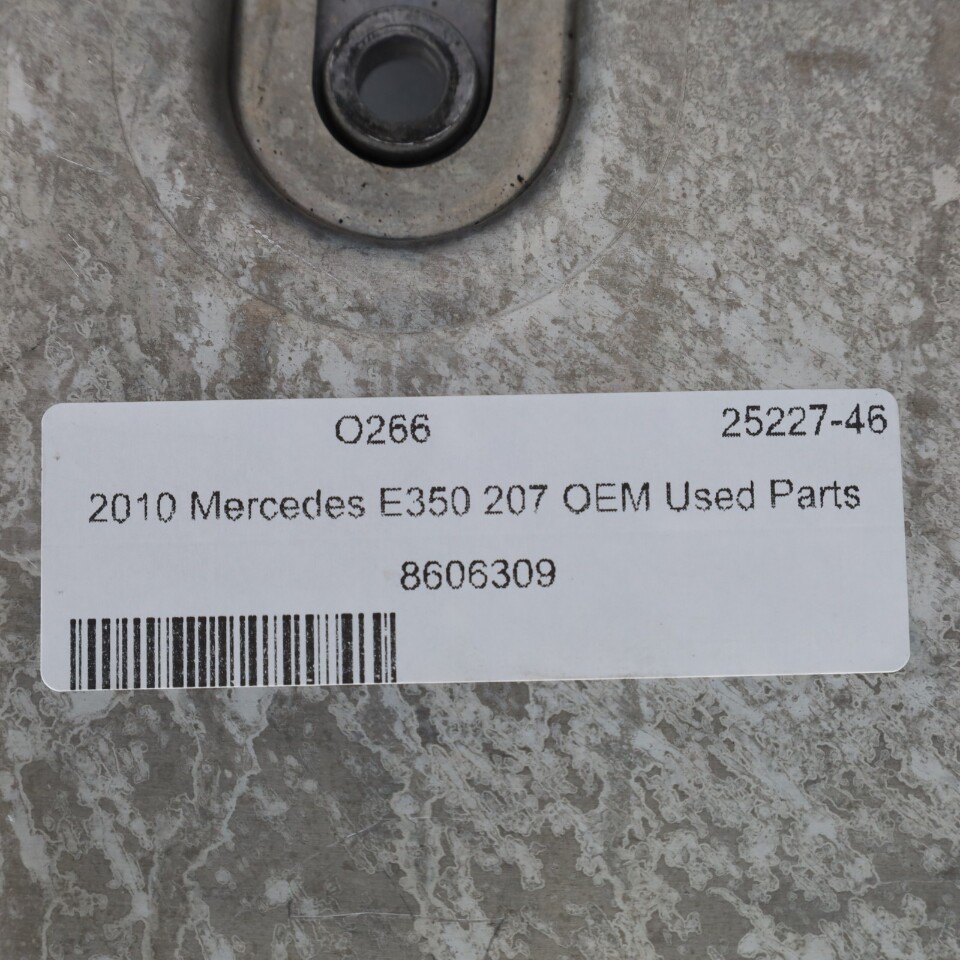 O266 25227-46
2010 Mercedes E350 207 OEM Used Parts
8606309